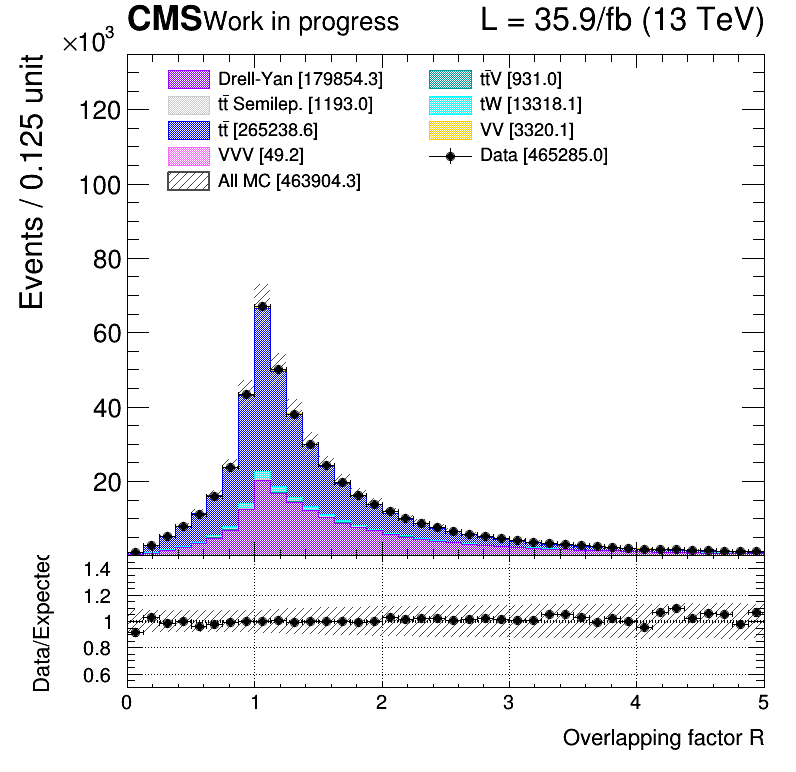 CMS Work in progress L = 35.9/fb (13 TeV)
×10³
Events / 0.125 unit
Drell-Yan [179854.3]
tt̄ Semilep. [1193.0]
tt̄ [265238.6]
VVV [49.2]
All MC [463904.3]
tt̄V [931.0]
tW [13318.1]
VV [3320.1]
Data [465285.0]
120
100
80
60
40
20
Data/Expected
1.4
1.2
1
0.8
0.6
0 1 2 3 4 5
Overlapping factor R